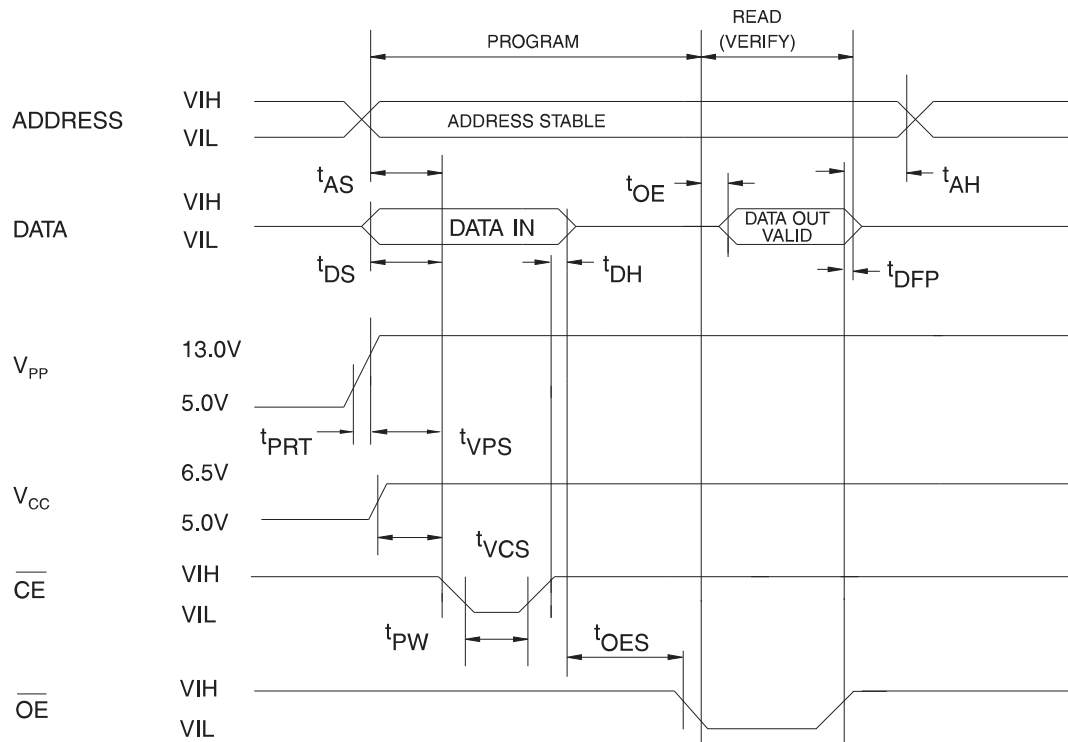 READ
PROGRAM
(VERIFY)
ADDRESS
VIH
VIL
ADDRESS STABLE
tAS
tOE
tAH
DATA
VIH
VIL
DATA IN
DATA OUT
VALID
tDS
tDH
tDFP
VPP
13.0V
5.0V
tPRT
tVPS
VCC
6.5V
5.0V
tVCS
CE
VIH
VIL
tPW
tOES
OE
VIH
VIL